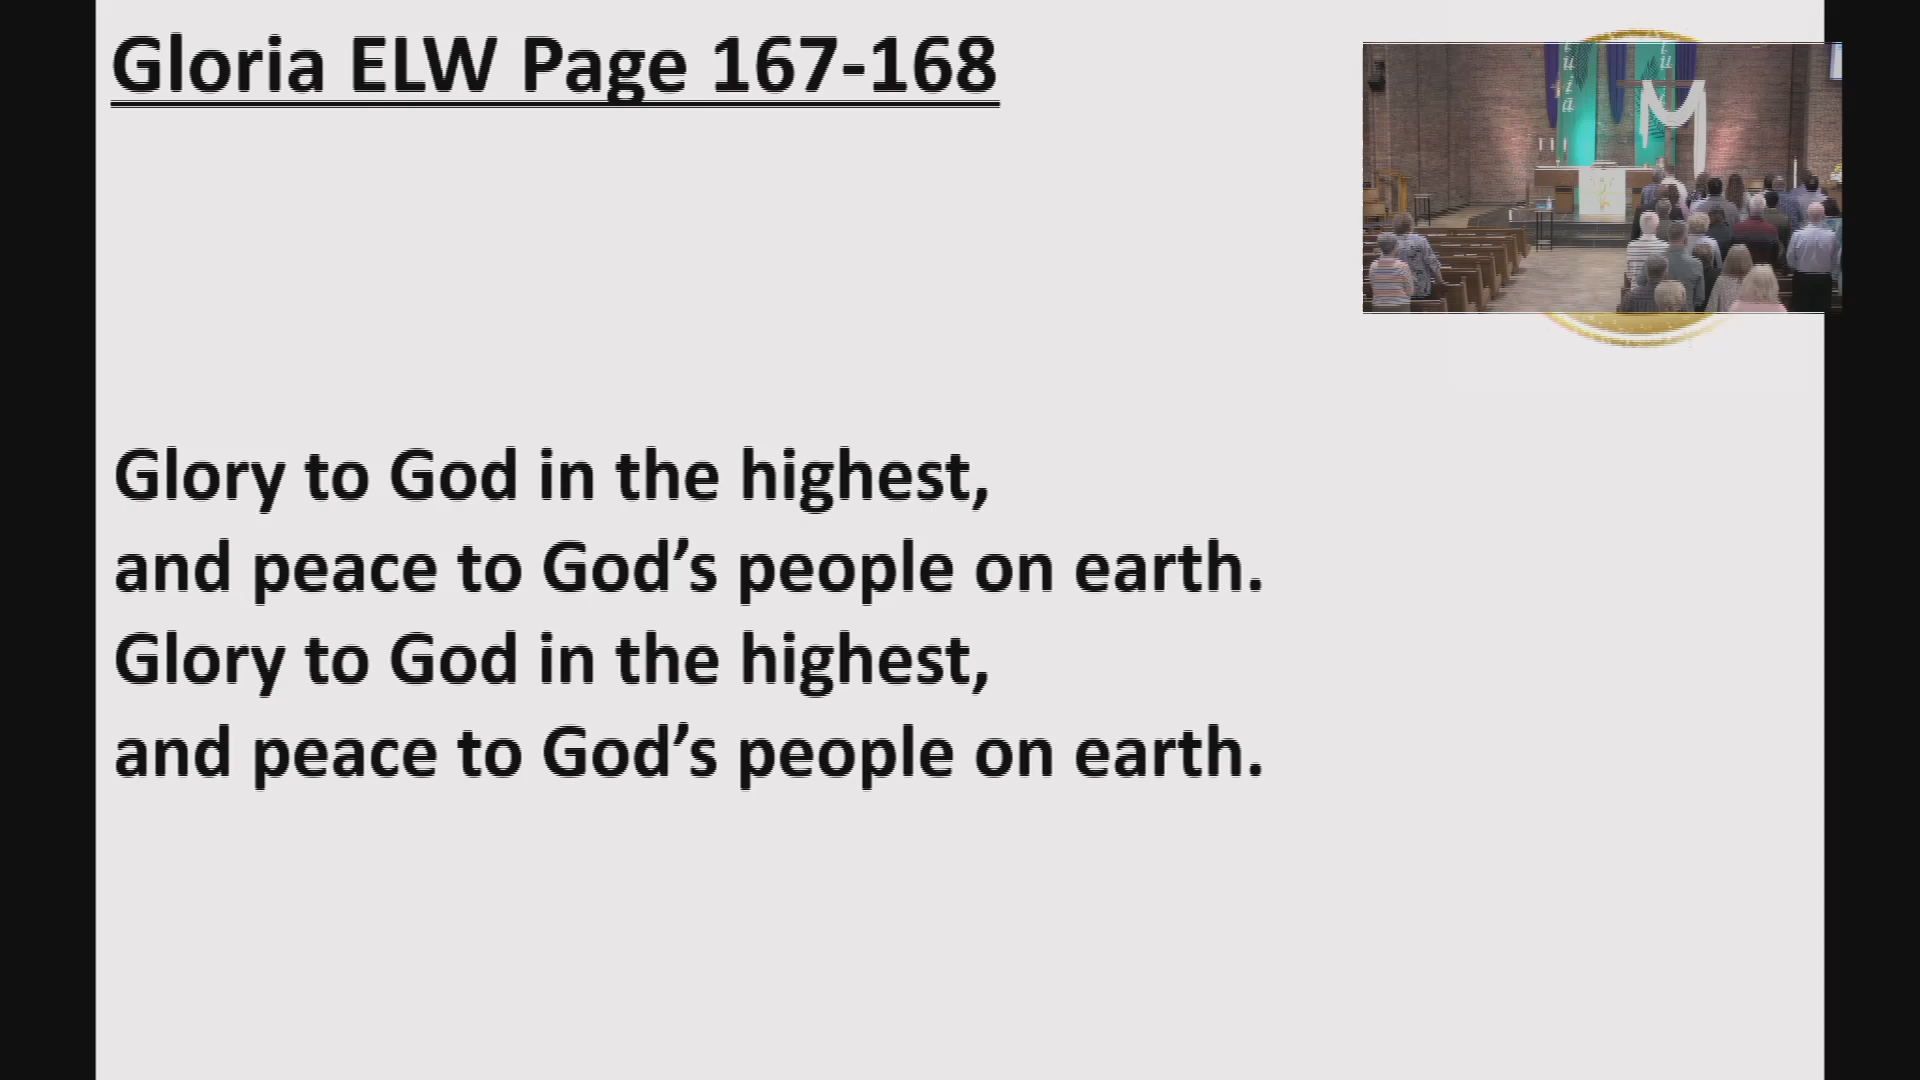 Gloria ELW Page 167-168
Glory to God in the highest,
and peace to God’s people on earth.
Glory to God in the highest,
and peace to God’s people on earth.